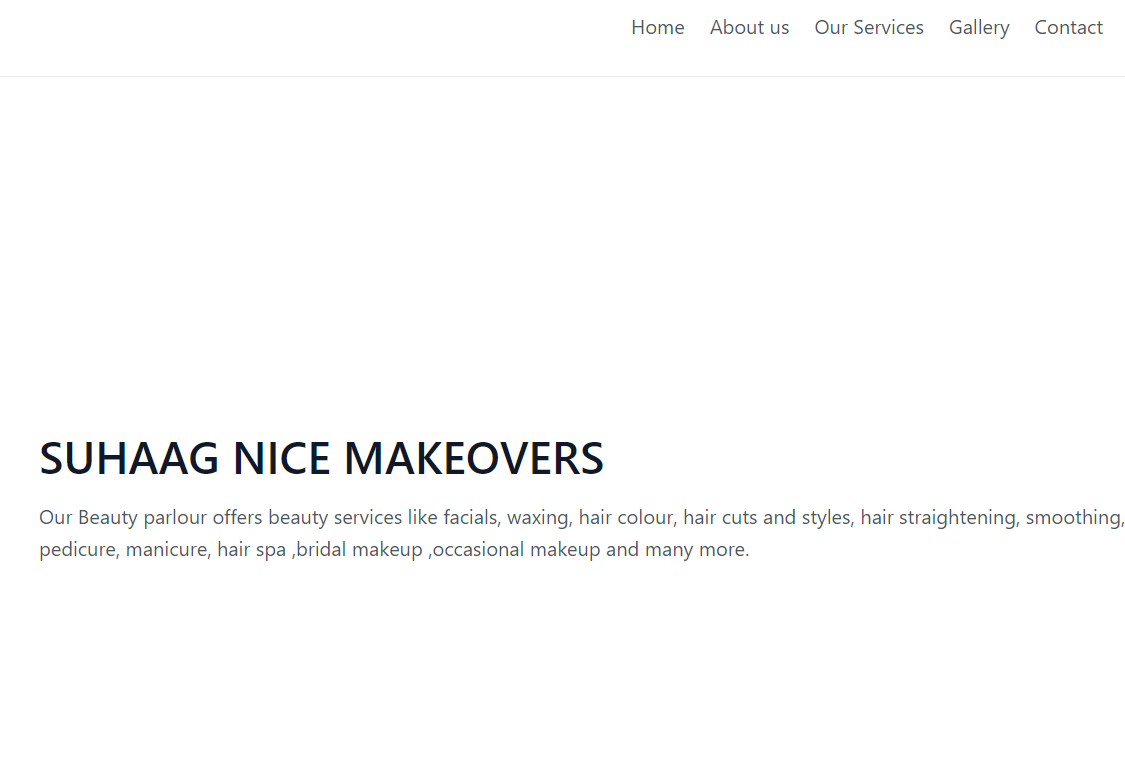 Home About us Our Services Gallery Contact
SUHAAG NICE MAKEOVERS
Our Beauty parlour offers beauty services like facials, waxing, hair colour, hair cuts and styles, hair straightening, smoothing,
pedicure, manicure, hair spa ,bridal makeup ,occasional makeup and many more.